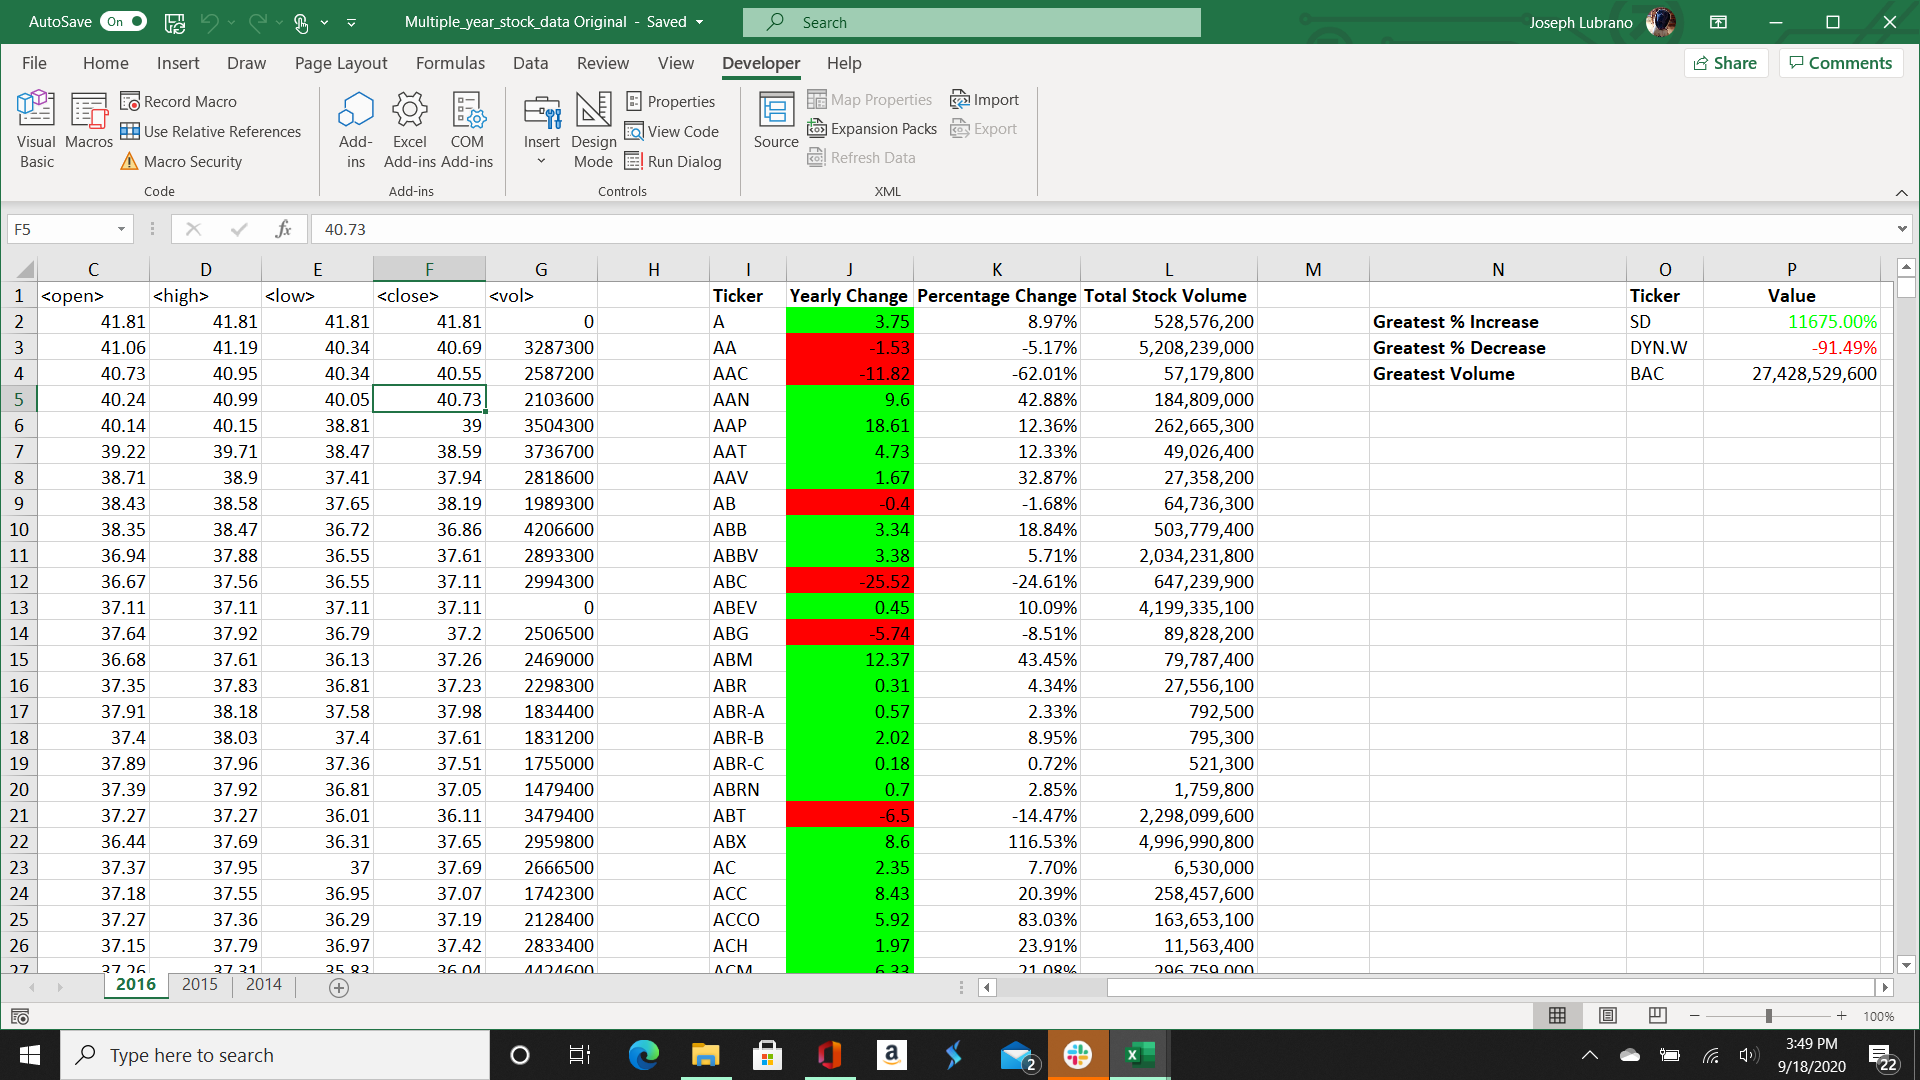 AutoSave On Multiple_year_stock_data Original - Saved Search Joseph Lubrano
File Home Insert Draw Page Layout Formulas Data Review View Developer Help Share Comments
Visual Basic
Macros
Record Macro
Use Relative References
Macro Security
Code
Add-ins
Excel Add-ins
COM Add-ins
Add-ins
Insert
Design Mode
Properties
View Code
Run Dialog
Controls
Source
Map Properties
Expansion Packs
Refresh Data
Import
Export
XML
F5 fx 40.73
C D E F G H I J K L M N O P
1 <open> <high> <low> <close> <vol> Ticker Yearly Change Percentage Change Total Stock Volume Ticker Value
2 41.81 41.81 41.81 41.81 0 A 3.75 8.97% 528,576,200 Greatest % Increase SD 11675.00%
3 41.06 41.19 40.34 40.69 3287300 AA -1.53 -5.17% 5,208,239,000 Greatest % Decrease DYN.W -91.49%
4 40.73 40.95 40.34 40.55 2587200 AAC -11.82 -62.01% 57,179,800 Greatest Volume BAC 27,428,529,600
5 40.24 40.99 40.05 40.73 2103600 AAN 9.6 42.88% 184,809,000
6 40.14 40.15 38.81 39 3504300 AAP 18.61 12.36% 262,665,300
7 39.22 39.71 38.47 38.59 3736700 AAT 4.73 12.33% 49,026,400
8 38.71 38.9 37.41 37.94 2818600 AAV 1.67 32.87% 27,358,200
9 38.43 38.58 37.65 38.19 1989300 AB -0.4 -1.68% 64,736,300
10 38.35 38.47 36.72 36.86 4206600 ABB 3.34 18.84% 503,779,400
11 36.94 37.88 36.55 37.61 2893300 ABBV 3.38 5.71% 2,034,231,800
12 36.67 37.56 36.55 37.11 2994300 ABC -25.52 -24.61% 647,239,900
13 37.11 37.11 37.11 37.11 0 ABEV 0.45 10.09% 4,199,335,100
14 37.64 37.92 36.79 37.2 2506500 ABG -5.74 -8.51% 89,828,200
15 36.68 37.61 36.13 37.26 2469000 ABM 12.37 43.45% 79,787,400
16 37.35 37.83 36.81 37.23 2298300 ABR 0.31 4.34% 27,556,100
17 37.91 38.18 37.58 37.98 1834400 ABR-A 0.57 2.33% 792,500
18 37.4 38.03 37.4 37.61 1831200 ABR-B 2.02 8.95% 795,300
19 37.89 37.96 37.36 37.51 1755000 ABR-C 0.18 0.72% 521,300
20 37.39 37.92 36.81 37.05 1479400 ABRN 0.7 2.85% 1,759,800
21 37.27 37.27 36.01 36.11 3479400 ABT -6.5 -14.47% 2,298,099,600
22 36.44 37.69 36.31 37.65 2959800 ABX 8.6 116.53% 4,996,990,800
23 37.37 37.95 37 37.69 2666500 AC 2.35 7.70% 6,530,000
24 37.18 37.55 36.95 37.07 1742300 ACC 8.43 20.39% 258,457,600
25 37.27 37.36 36.29 37.19 2128400 ACCO 5.92 83.03% 163,653,100
26 37.15 37.79 36.97 37.42 2833400 ACH 1.97 23.91% 11,563,400
27 37.26 37.31 35.83 36.04 4424600 ACM 6.33 21.08% 296,759,000
2016 2015 2014
100%
Type here to search
2
3:49 PM
9/18/2020
22